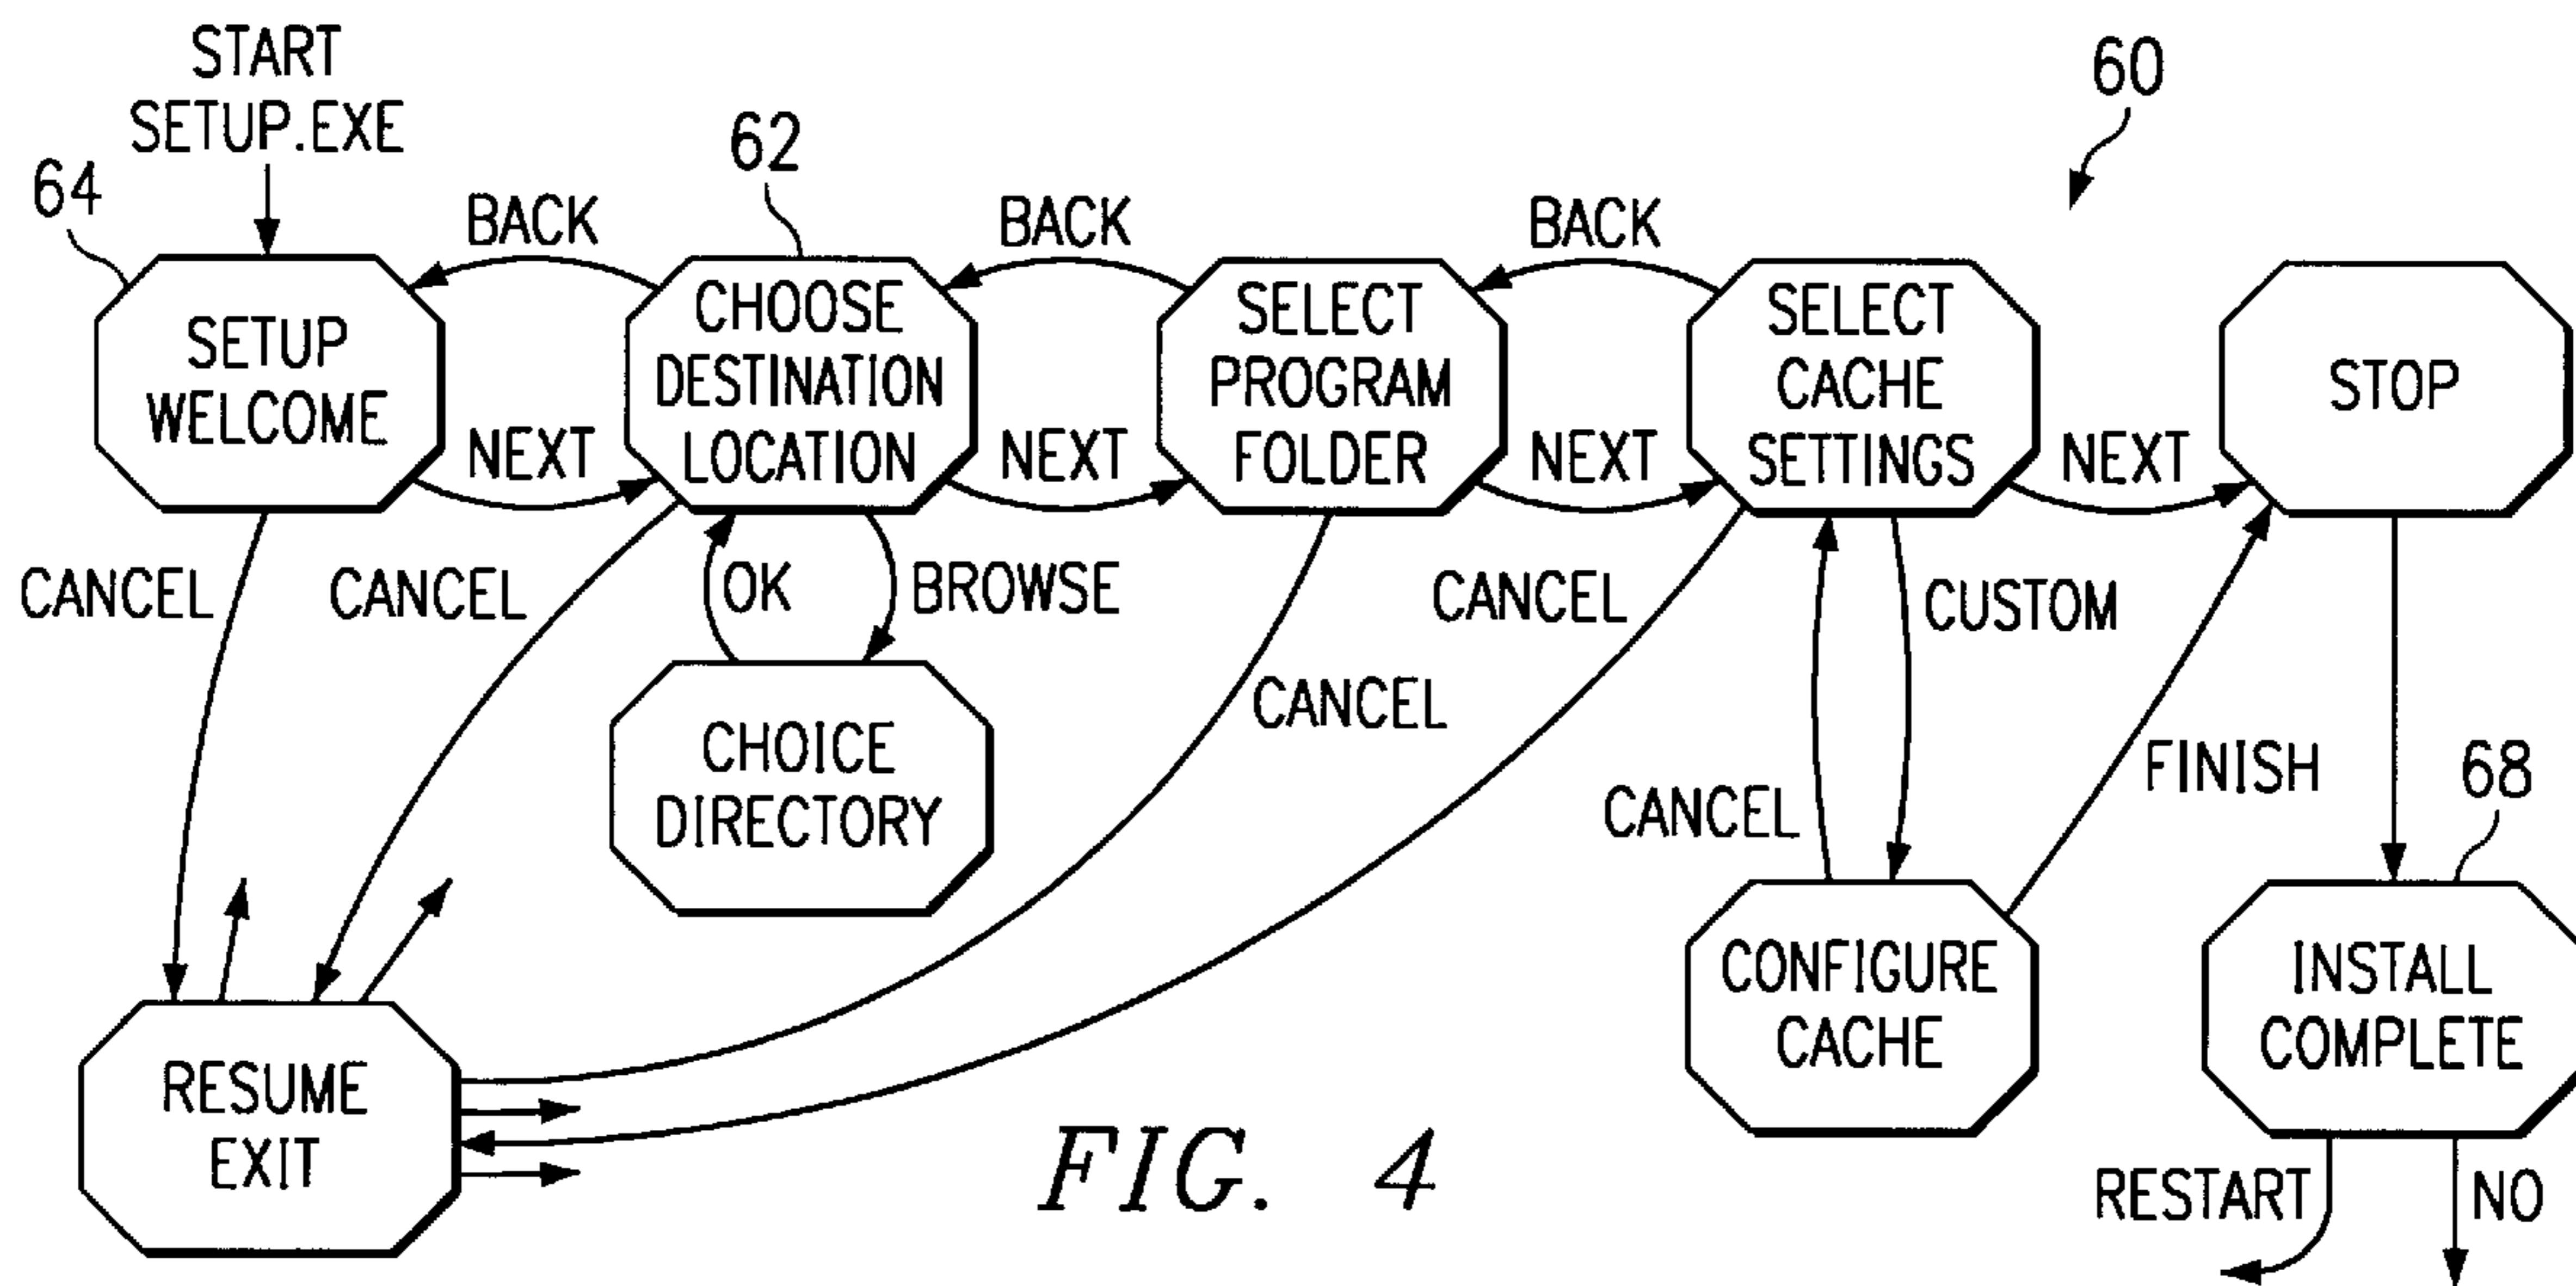 START
SETUP.EXE
60
62
64
BACK
BACK
BACK
SETUP
WELCOME
CHOOSE
DESTINATION
LOCATION
SELECT
PROGRAM
FOLDER
SELECT
CACHE
SETTINGS
STOP
NEXT
NEXT
NEXT
NEXT
CANCEL
CANCEL
OK
BROWSE
CANCEL
CANCEL
CUSTOM
CHOICE
DIRECTORY
CANCEL
FINISH
68
CONFIGURE
CACHE
INSTALL
COMPLETE
RESUME
EXIT
FIG. 4
RESTART
NO